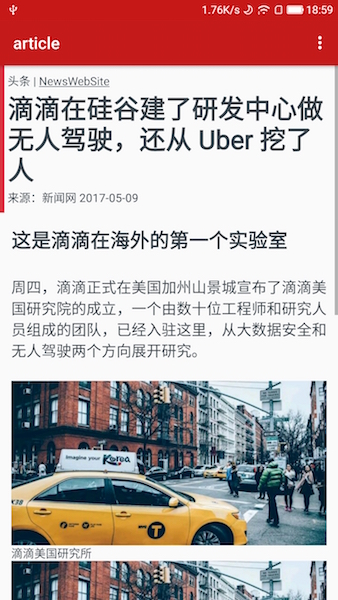 1.76K/s 18:59
article
头条 | NewsWebSite
滴滴在硅谷建了研发中心做
无人驾驶，还从 Uber 挖了
人
来源：新闻网 2017-05-09
这是滴滴在海外的第一个实验室
周四，滴滴正式在美国加州山景城宣布了滴滴美
国研究院的成立，一个由数十位工程师和研究人
员组成的团队，已经入驻这里，从大数据安全和
无人驾驶两个方向展开研究。
imagine your Korea
T
滴滴美国研究所